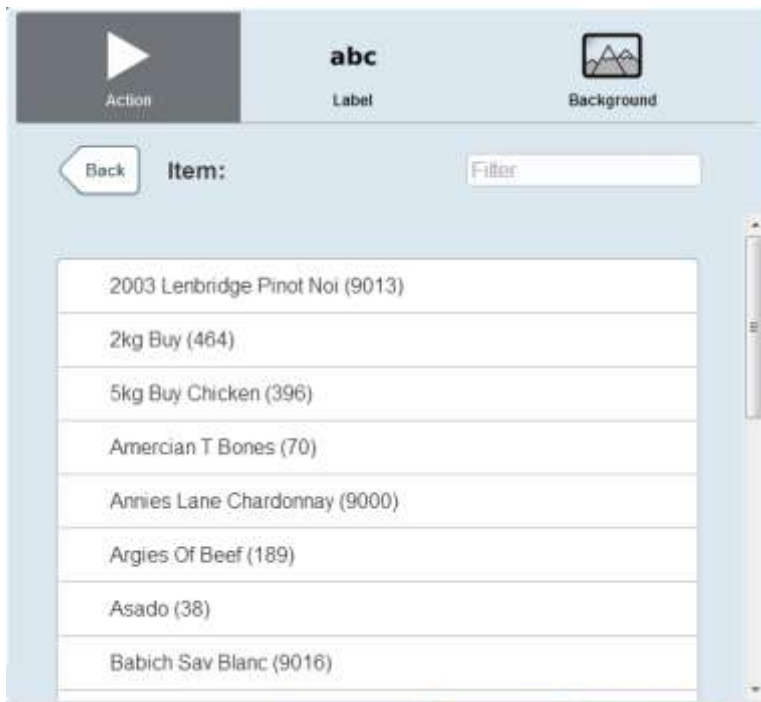 abc
Action
Label
Background
Back
Item:
Filter
2003 Lenbridge Pinot Noi (9013)
2kg Buy (464)
5kg Buy Chicken (396)
Amercian T Bones (70)
Annies Lane Chardonnay (9000)
Argies Of Beef (189)
Asado (38)
Babich Sav Blanc (9016)